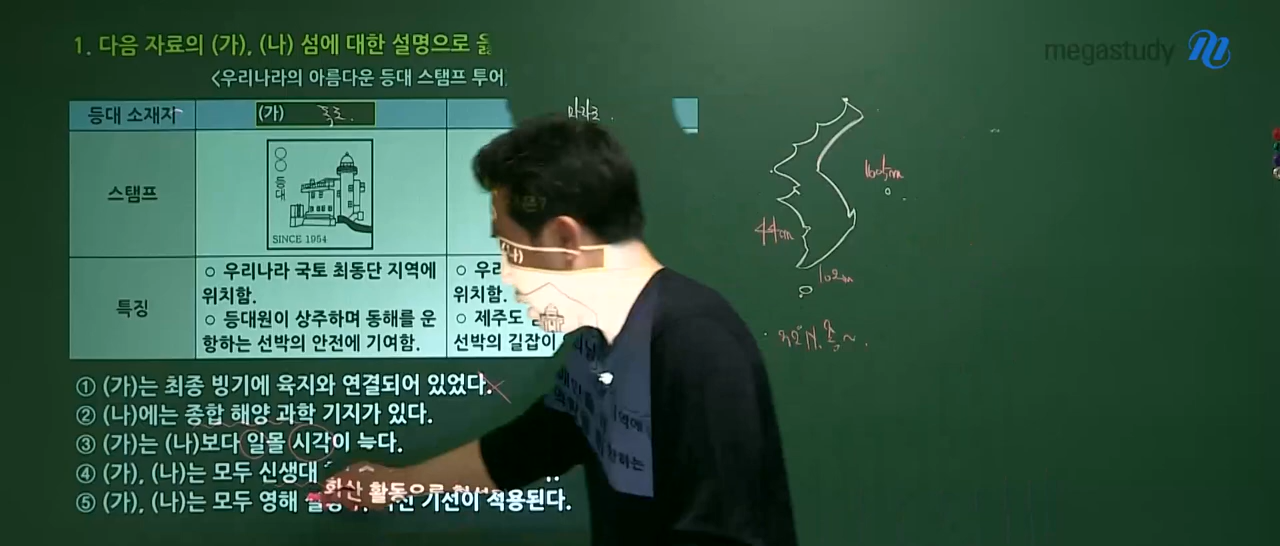 1. 다음 자료의 (가), (나) 섬에 대한 설명으로 옳
megastudy
<우리나라의 아름다운 등대 스탬프 투어
등대 소재지
(가) 독도.
마라도
스탬프
○○등대
SINCE 1954
특징
○ 우리나라 국토 최동단 지역에
위치함.
○ 등대원이 상주하며 동해를 운
항하는 선박의 안전에 기여함.
○ 우리
위치함.
○ 제주도
선박의 길잡이
① (가)는 최종 빙기에 육지와 연결되어 있었다.
② (나)에는 종합 해양 과학 기지가 있다.
③ (가)는 (나)보다 일몰 시각이 늦다.
④ (가), (나)는 모두 신생대 화산 활동으로
⑤ (가), (나)는 모두 영해 기선이 적용된다.
44m
102m